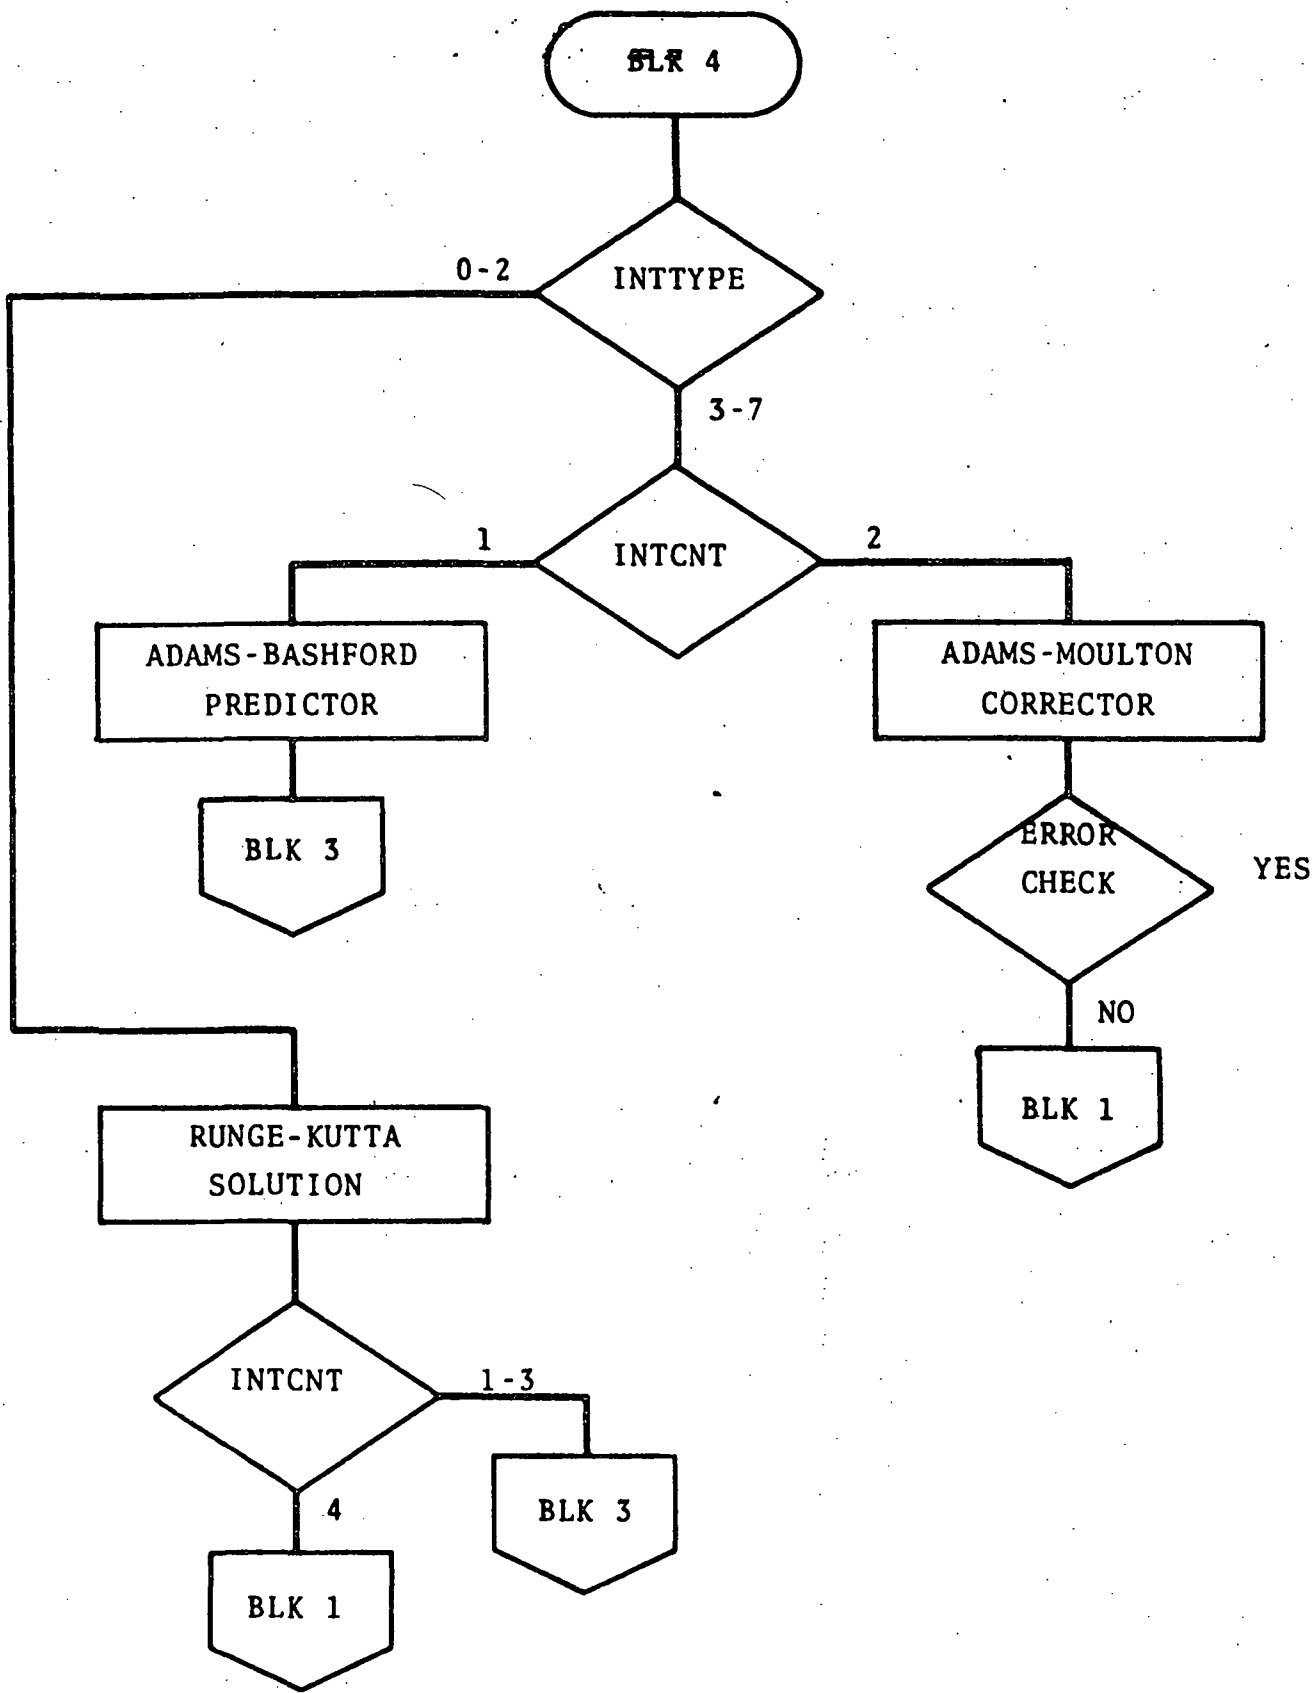 BLK 4
INTTYPE
0-2
3-7
INTCNT
1
2
ADAMS-BASHFORD
PREDICTOR
BLK 3
ADAMS-MOULTON
CORRECTOR
ERROR
CHECK
YES
NO
BLK 1
RUNGE-KUTTA
SOLUTION
INTCNT
1-3
BLK 3
4
BLK 1